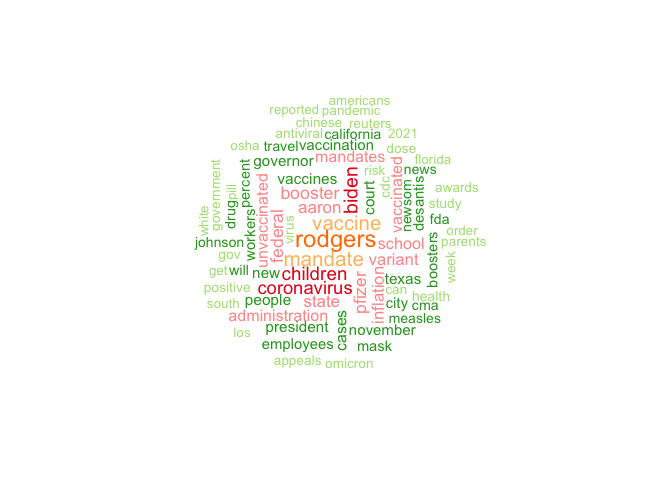 americans
reported pandemic
chinese reuters
antiviral california 2021
osha travel vaccination dose
governor mandates florida
government pill percent unvaccinated vaccines risk cdc vaccinated news
drug booster biden court newsom desantis awards
white workers federal aaron study
virus vaccine fda
johnson rodgers school order
gov mandate variant boosters parents
get will new children texas week
positive coronavirus pfizer inflation can health
south people state city cma
administration measles
los president cases november
employees mask
appeals omicron